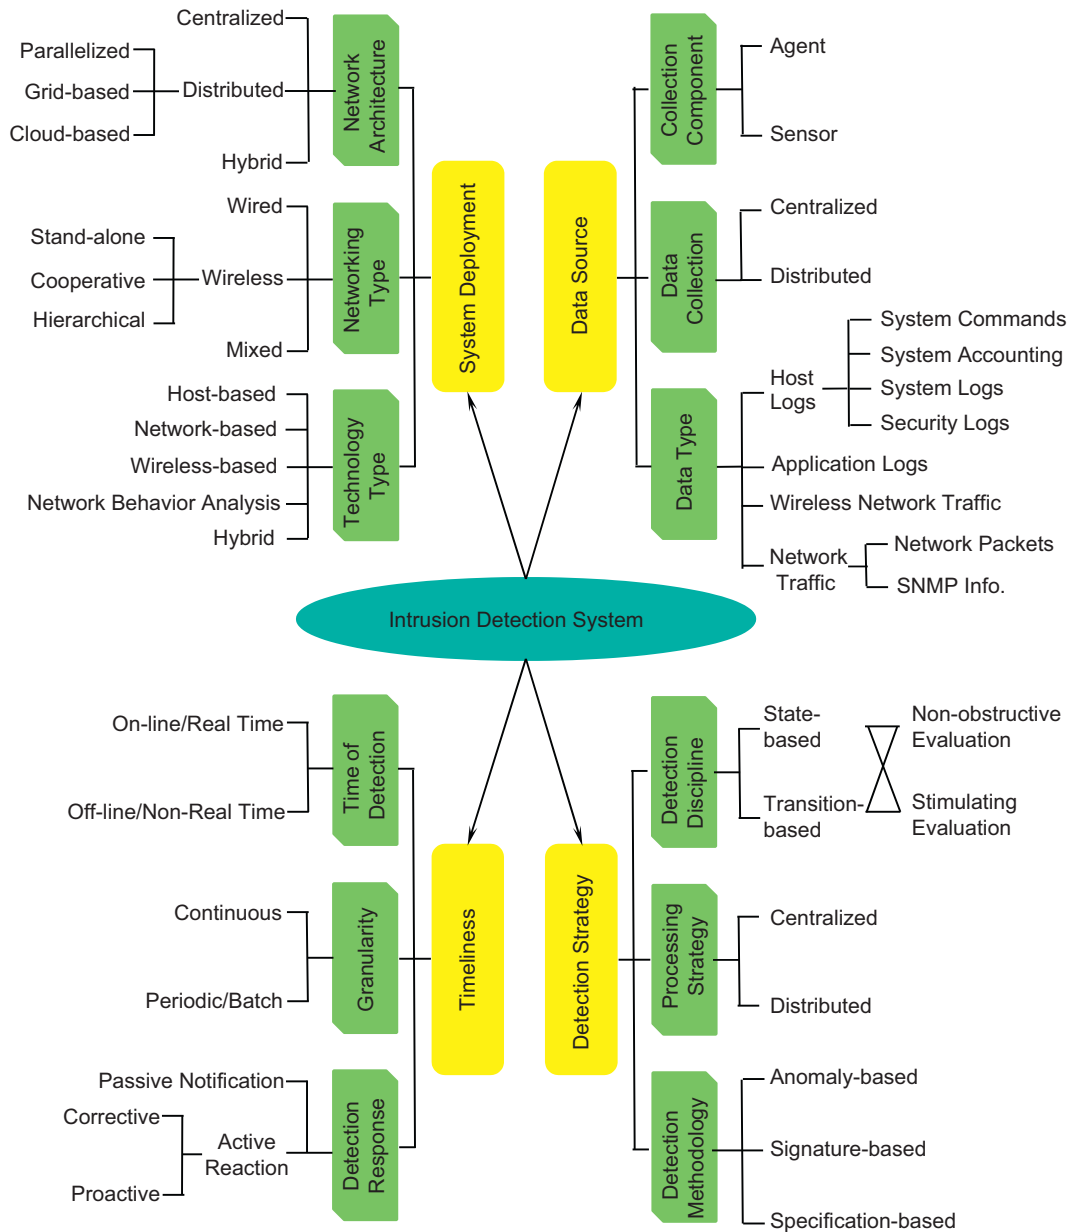 Centralized
Parallelized
Grid-based
Cloud-based
Distributed
Hybrid
Network
Architecture
Wired
Stand-alone
Cooperative
Hierarchical
Wireless
Mixed
Networking
Type
Host-based
Network-based
Wireless-based
Network Behavior Analysis
Hybrid
Technology
Type
System Deployment
Data Source
Collection
Component
Agent
Sensor
Data
Collection
Centralized
Distributed
Data Type
Host
Logs
System Commands
System Accounting
System Logs
Security Logs
Application Logs
Wireless Network Traffic
Network
Traffic
Network Packets
SNMP Info.
Intrusion Detection System
On-line/Real Time
Off-line/Non-Real Time
Time of
Detection
Continuous
Periodic/Batch
Granularity
Passive Notification
Corrective
Proactive
Active
Reaction
Detection
Response
Timeliness
Detection Strategy
Detection
Discipline
State-
based
Transition-
based
Non-obstructive
Evaluation
Stimulating
Evaluation
Processing
Strategy
Centralized
Distributed
Detection
Methodology
Anomaly-based
Signature-based
Specification-based